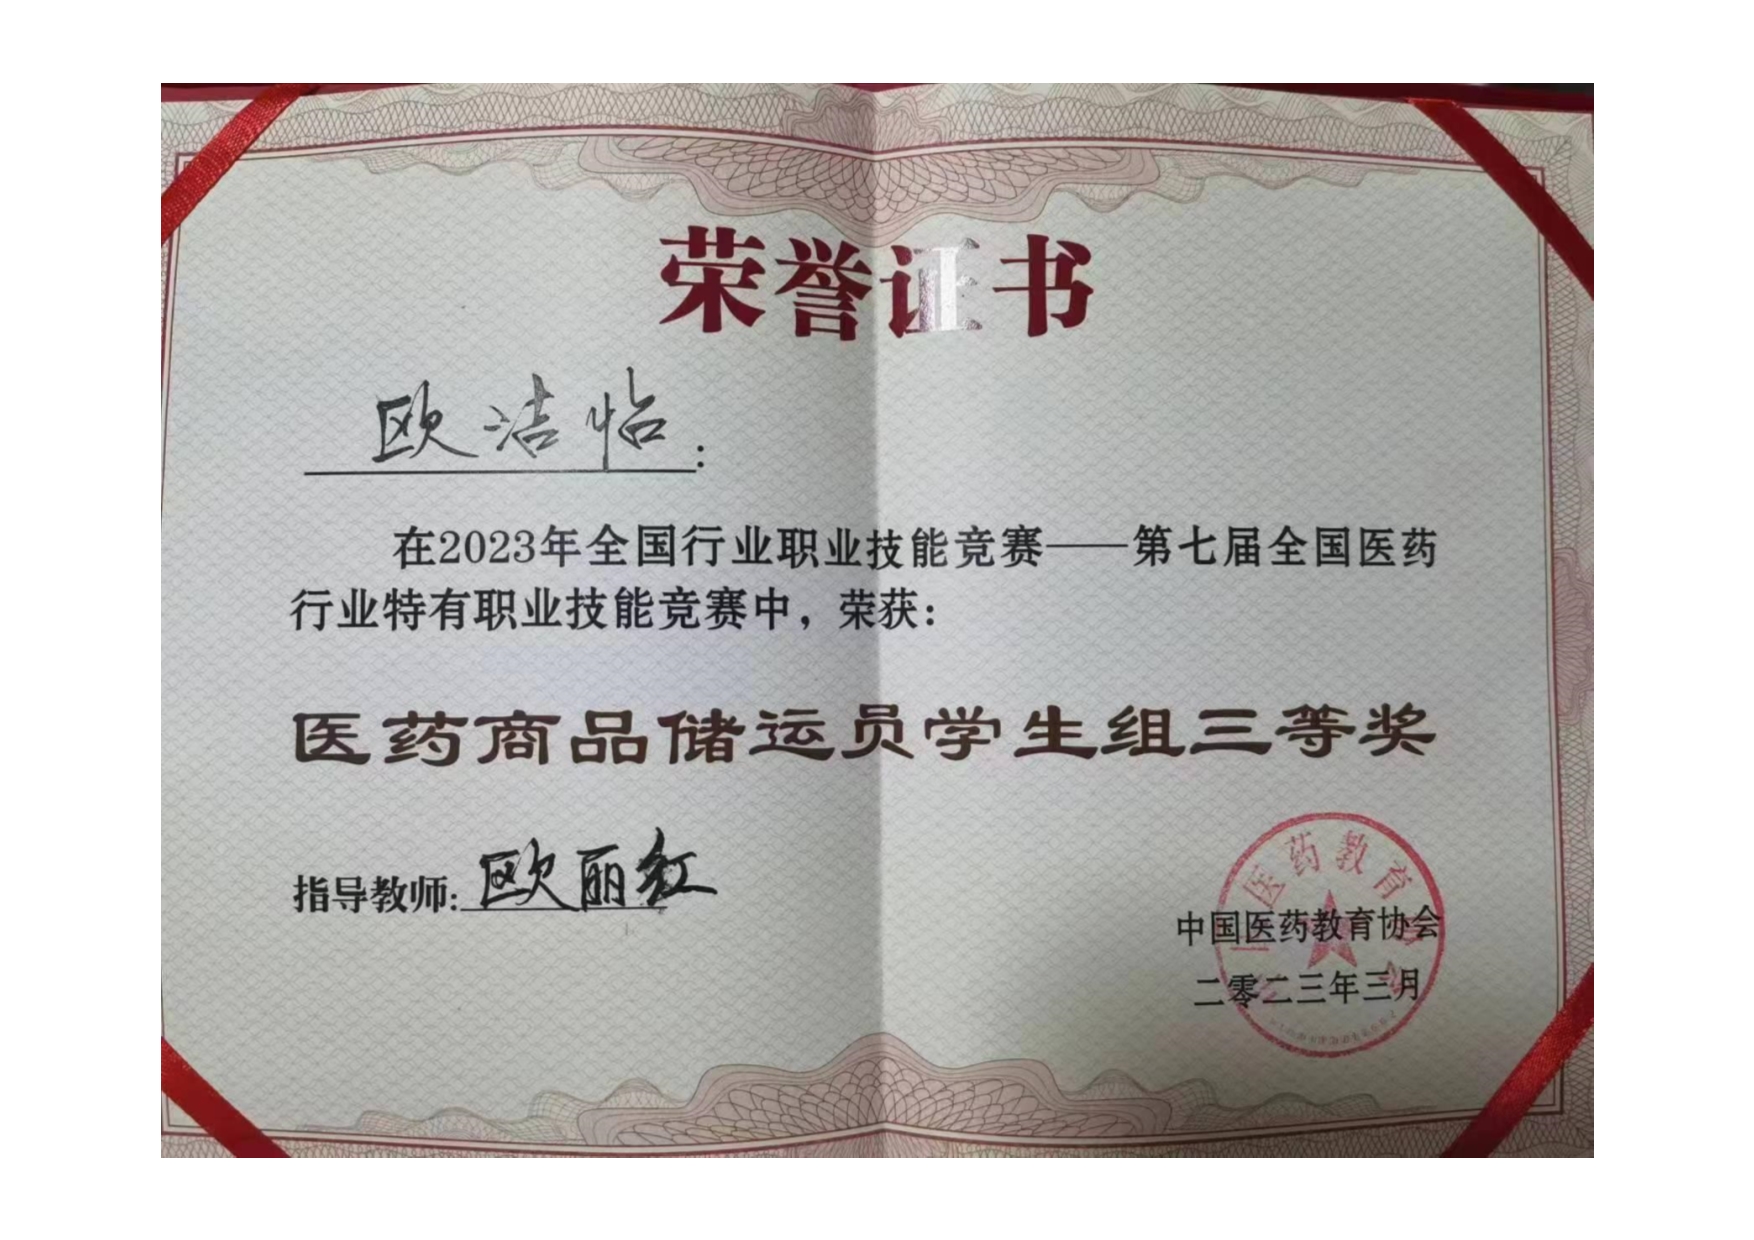 荣誉证书
欧洁怡:
在2023年全国行业职业技能竞赛——第七届全国医药
行业特有职业技能竞赛中，荣获：
医药商品储运员学生组三等奖
指导教师:欧丽红
中国医药教育协会
二零二三年三月